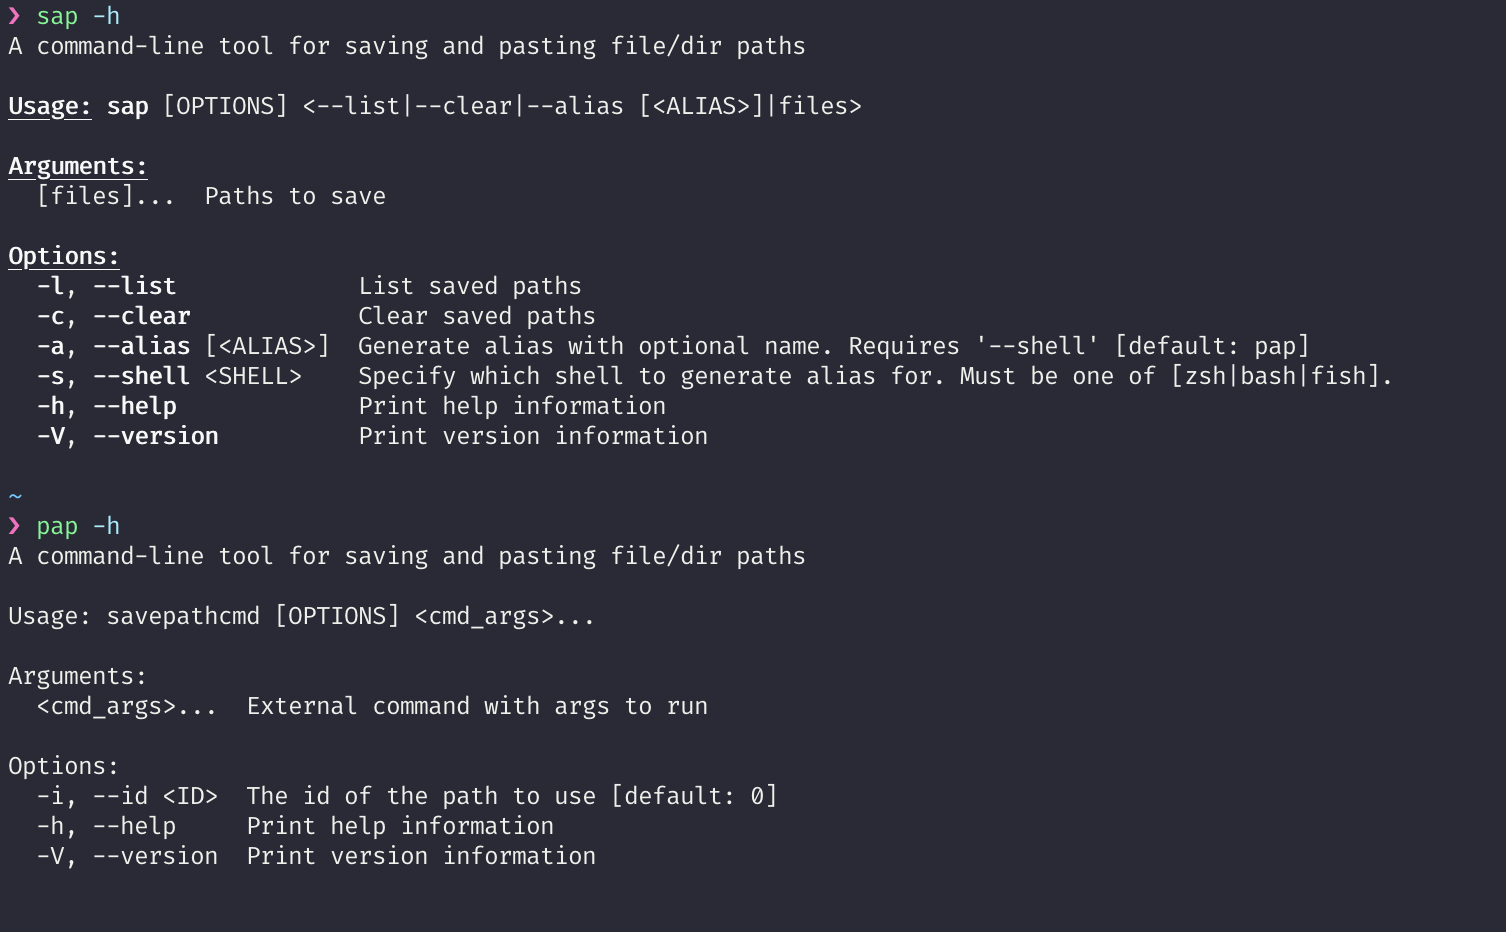 ❯ sap -h
A command-line tool for saving and pasting file/dir paths
Usage: sap [OPTIONS] <--list|--clear|--alias [<ALIAS>]|files>
Arguments:
  [files]...  Paths to save
Options:
  -l, --list             List saved paths
  -c, --clear            Clear saved paths
  -a, --alias [<ALIAS>]  Generate alias with optional name. Requires '--shell' [default: pap]
  -s, --shell <SHELL>    Specify which shell to generate alias for. Must be one of [zsh|bash|fish].
  -h, --help             Print help information
  -V, --version          Print version information
~
❯ pap -h
A command-line tool for saving and pasting file/dir paths
Usage: savepathcmd [OPTIONS] <cmd_args>...
Arguments:
  <cmd_args>...  External command with args to run
Options:
  -i, --id <ID>  The id of the path to use [default: 0]
  -h, --help     Print help information
  -V, --version  Print version information